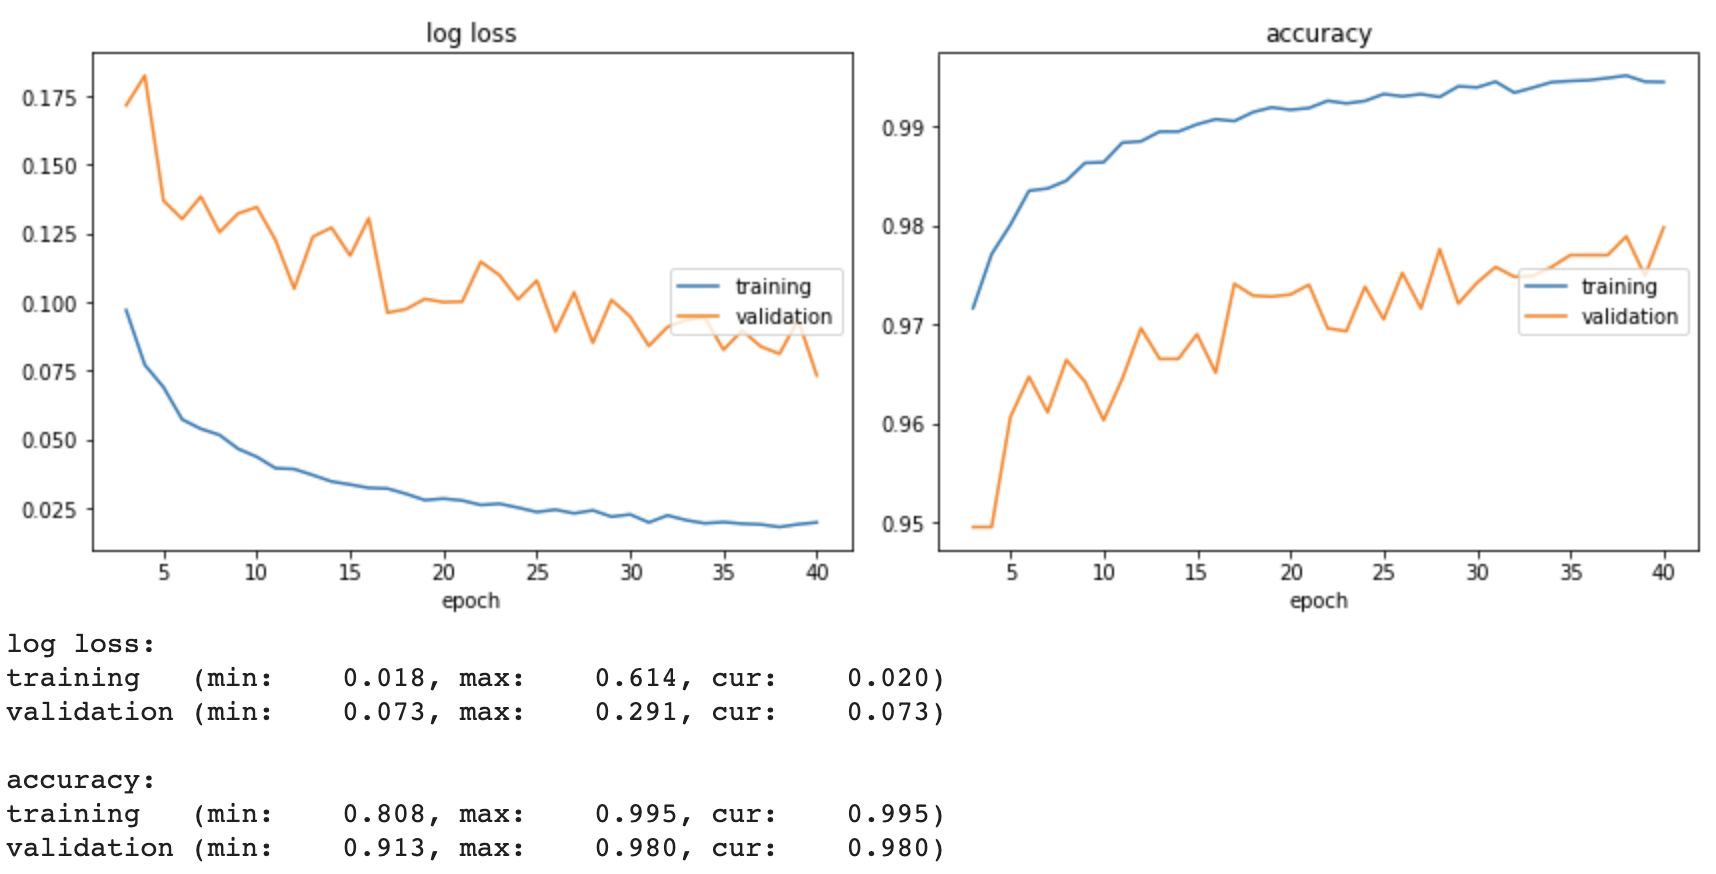 log loss
0.175
0.150
0.125
0.100
0.075
0.050
0.025
5 10 15 20 25 30 35 40
epoch
training
validation
accuracy
0.99
0.98
0.97
0.96
0.95
5 10 15 20 25 30 35 40
epoch
training
validation
log loss:
training   (min:    0.018, max:    0.614, cur:    0.020)
validation (min:    0.073, max:    0.291, cur:    0.073)
accuracy:
training   (min:    0.808, max:    0.995, cur:    0.995)
validation (min:    0.913, max:    0.980, cur:    0.980)